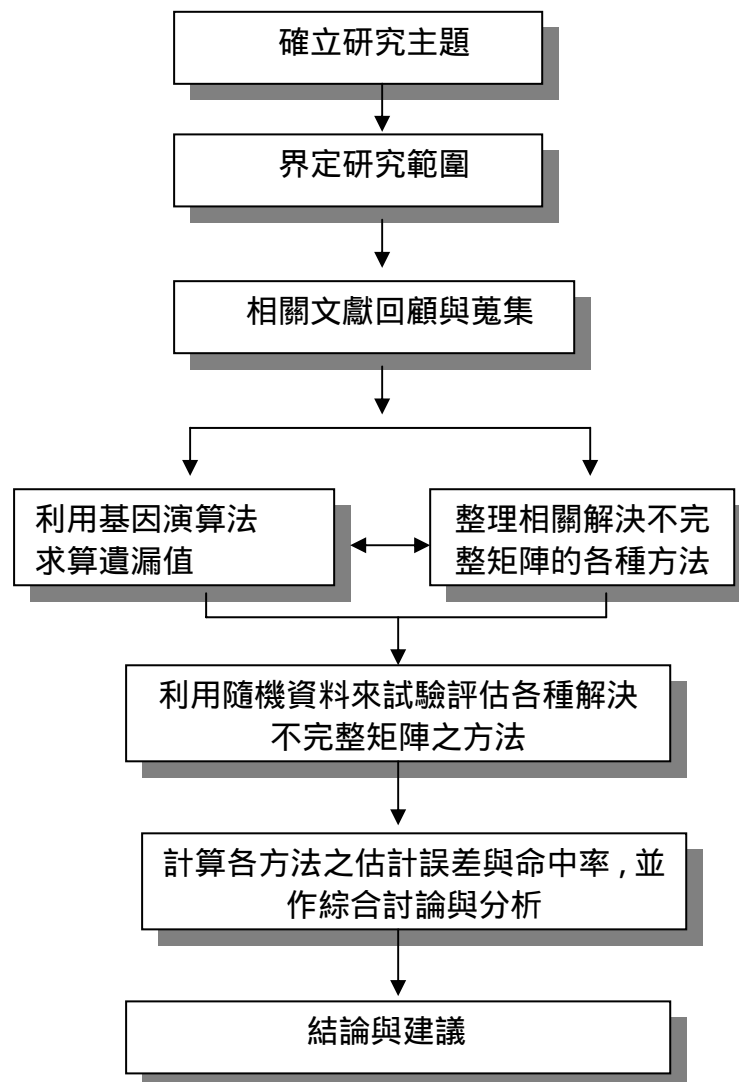 確立研究主題
界定研究範圍
相關文獻回顧與蒐集
利用基因演算法
求算遺漏值
整理相關解決不完
整矩陣的各種方法
利用隨機資料來試驗評估各種解決
不完整矩陣之方法
計算各方法之估計誤差與命中率,並
作綜合討論與分析
結論與建議